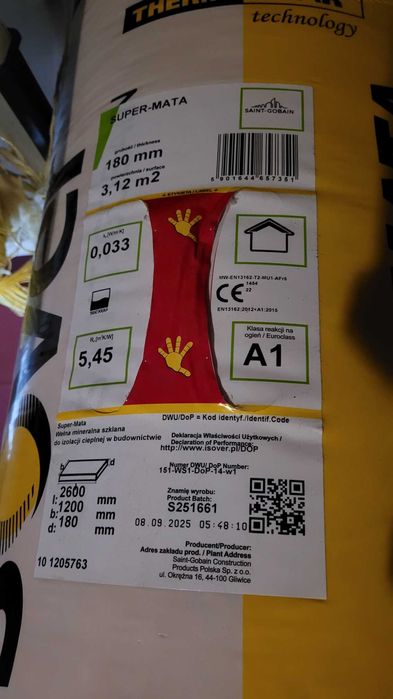 technology
SUPER-MATA
SAINT-GOBAIN
grubość / thickness
180 mm
powierzchnia / surface
3,12 m2
5 901644 657351
ETYKIETA / LABEL
0,033
MW-EN13162-T2-MU1-AFr5
CE
1454
22
EN13162:2012+A1:2015
5,45
Klasa reakcji na
ogień / Euroclass
A1
Super-Mata
Wełna mineralna szklana
do izolacji cieplnej w budownictwie
DWU/DoP = Kod identyf./Identif.Code
Deklaracja Właściwości Użytkowych /
Declaration of Performance:
http://www.isover.pl/DOP
Numer DWU/ DoP Number:
151-WS1-DoP-14-w1
b d
l: 2600 mm
b: 1200 mm
d: 180 mm
Znamię wyrobu:
Product Batch:
S251661
08.09.2025 05:48:10
Producent/Producer:
Adres zakładu prod. / Plant Address
Saint-Gobain Construction
Products Polska Sp. z o.o.
ul. Okrężna 16, 44-100 Gliwice
10 1205763